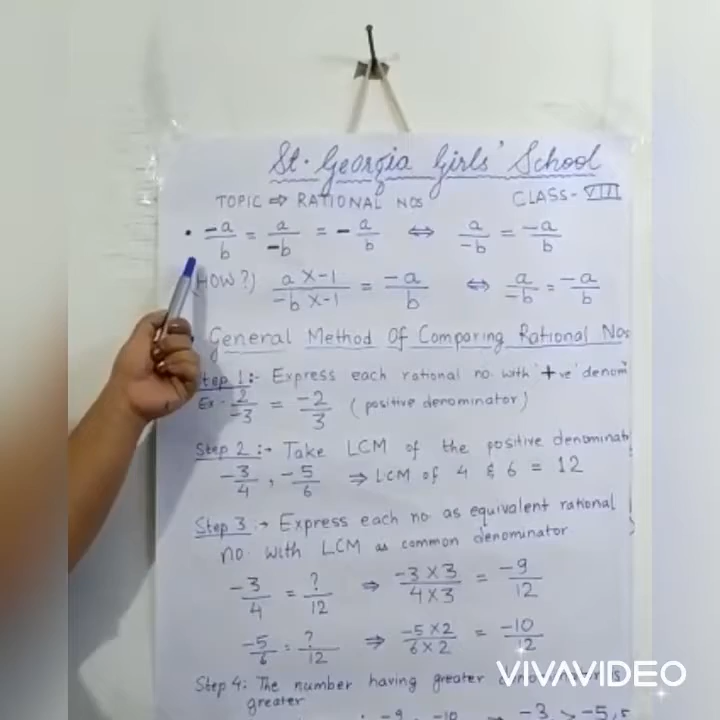 St. Georgia Girls' School
TOPIC ⇨ RATIONAL NOS
CLASS - VIII
• -a/b = a/-b = -a/b ⇔ a/-b = -a/b
(HOW?) a × -1 / -b × -1 = -a/b ⇔ a/-b = -a/b
General Method Of Comparing Rational Nos
Step 1:- Express each rational no. with '+ve' denom
Ex - 2/-3 = -2/3 (positive denominator)
Step 2:→ Take LCM of the positive denominat
-3/4, -5/6 ⇒ LCM of 4 & 6 = 12
Step 3:→ Express each no. as equivalent rational
no. with LCM as common denominator
-3/4 = ?/12 ⇒ -3×3/4×3 = -9/12
-5/6 = ?/12 ⇒ -5×2/6×2 = -10/12
Step 4: The number having greater
greater
-9 -10 ⇒ -3 > -5
VIVAVIDEO